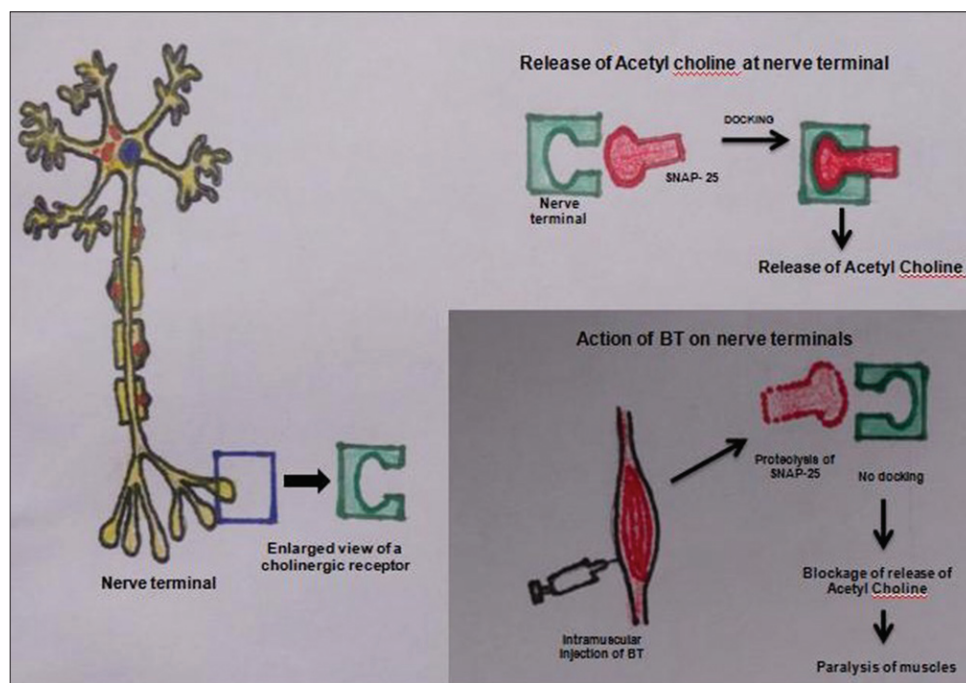 Release of Acetyl choline at nerve terminal
DOCKING
SNAP- 25
Nerve
terminal
Release of Acetyl Choline
Enlarged view of a
cholinergic receptor
Nerve terminal
Action of BT on nerve terminals
Proteolysis of
SNAP-25
No docking
Intramuscular
Injection of BT
Blockage of release of
Acetyl Choline
Paralysis of muscles